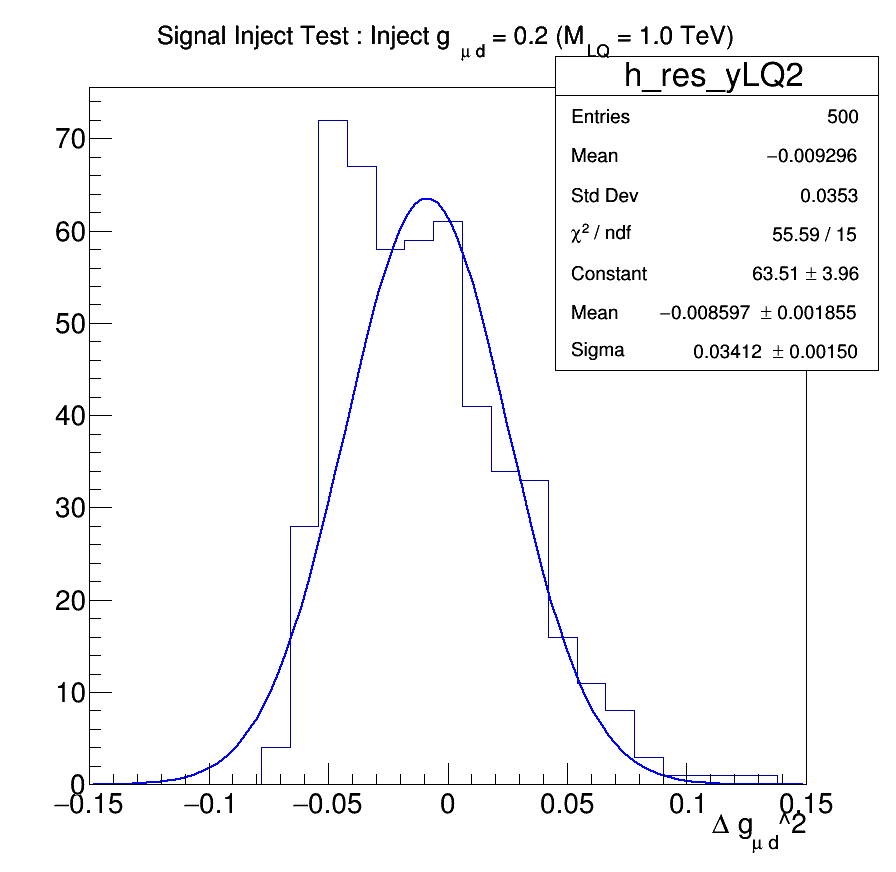 Signal Inject Test : Inject g μ d = 0.2 (M LQ = 1.0 TeV)
h_res_yLQ2
Entries 500
Mean −0.009296
Std Dev 0.0353
χ² / ndf 55.59 / 15
Constant 63.51 ± 3.96
Mean −0.008597 ± 0.001855
Sigma 0.03412 ± 0.00150
70
60
50
40
30
20
10
0
−0.15 −0.1 −0.05 0 0.05 0.1 0.15
Δ g μ d ^2